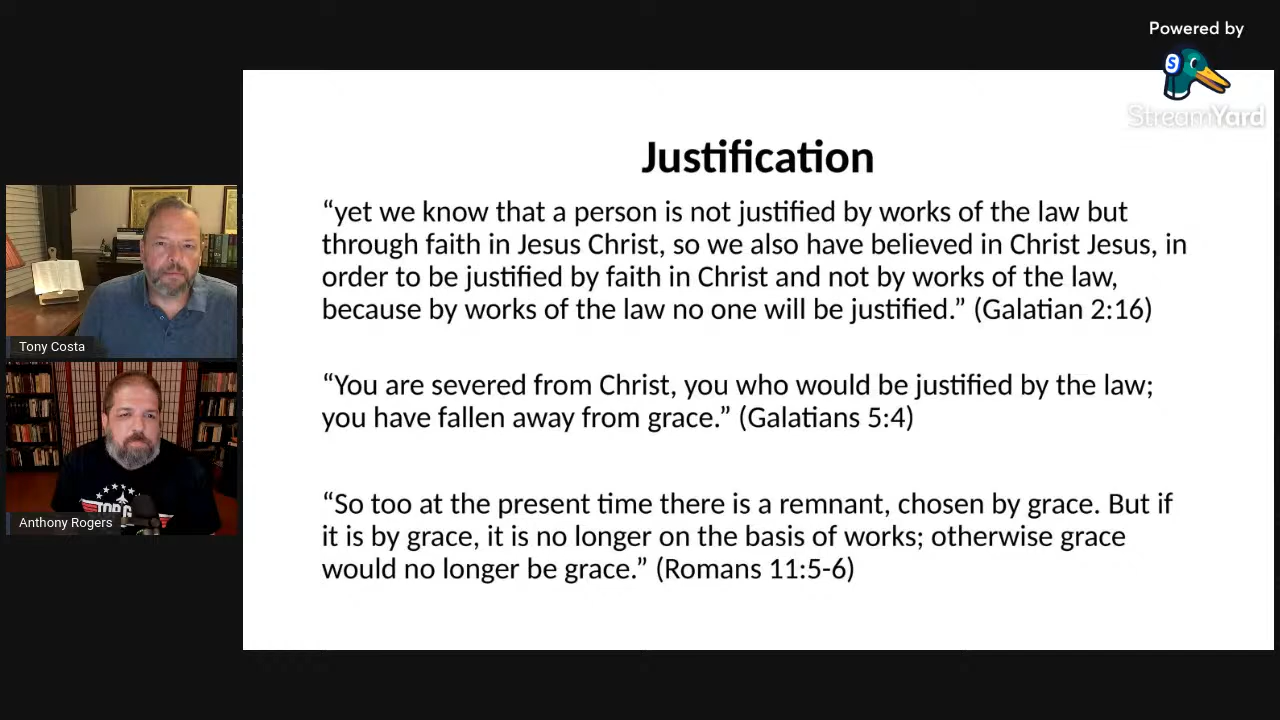 Powered by
StreamYard
Justification
“yet we know that a person is not justified by works of the law but
through faith in Jesus Christ, so we also have believed in Christ Jesus, in
order to be justified by faith in Christ and not by works of the law,
because by works of the law no one will be justified.” (Galatian 2:16)
“You are severed from Christ, you who would be justified by the law;
you have fallen away from grace.” (Galatians 5:4)
“So too at the present time there is a remnant, chosen by grace. But if
it is by grace, it is no longer on the basis of works; otherwise grace
would no longer be grace.” (Romans 11:5-6)
Tony Costa
TOP G
Anthony Rogers